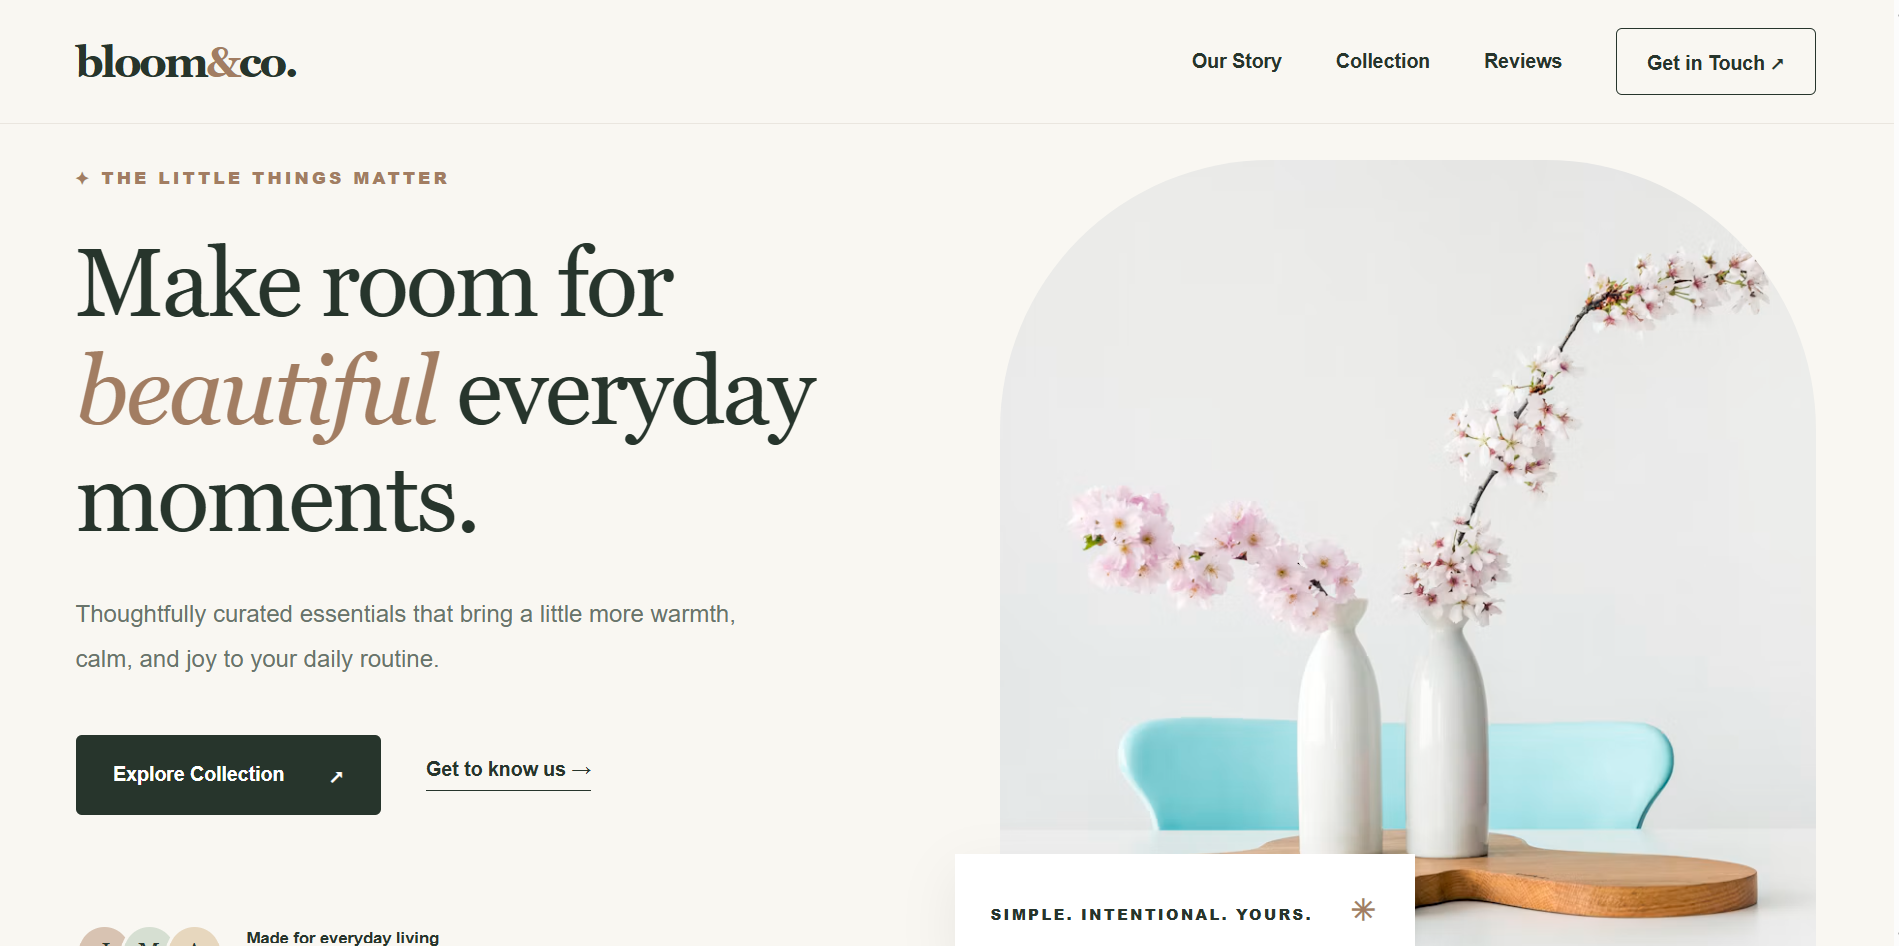 bloom&co.
Our Story
Collection
Reviews
Get in Touch ↗
✦ THE LITTLE THINGS MATTER
Make room for
beautiful everyday
moments.
Thoughtfully curated essentials that bring a little more warmth,
calm, and joy to your daily routine.
Explore Collection ↗
Get to know us →
SIMPLE. INTENTIONAL. YOURS. ✳
Made for everyday living